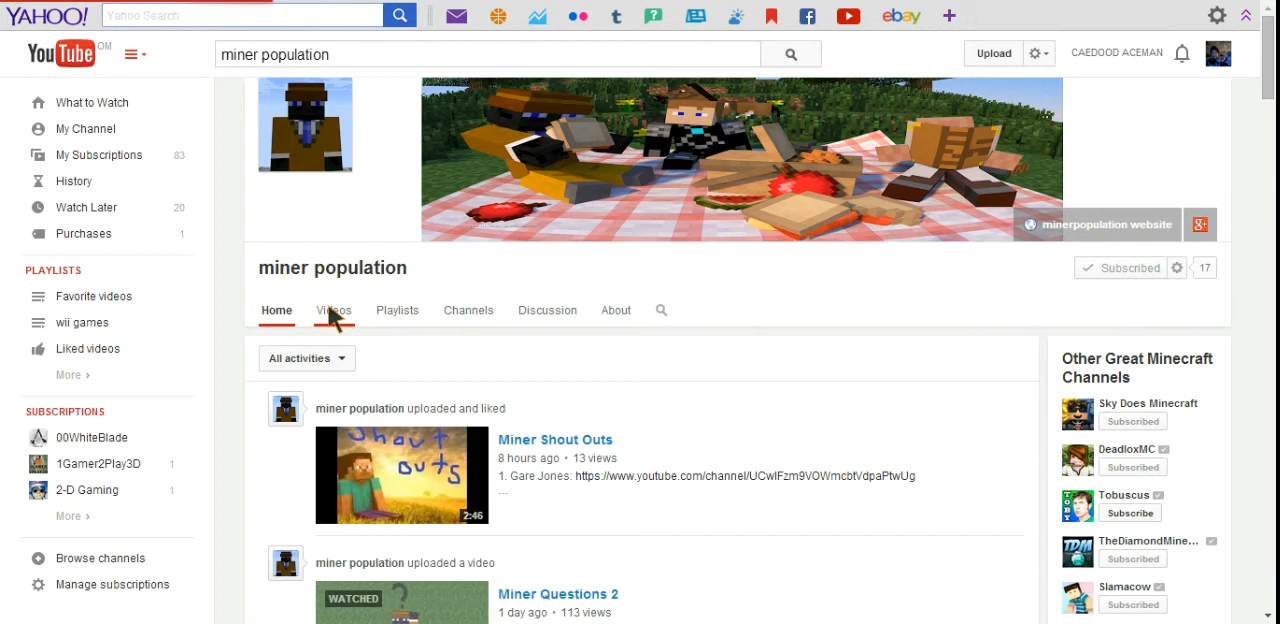 YAHOO! Yahoo Search
t ebay +
YouTube OM
miner population
Upload
CAEDOOD ACEMAN
What to Watch
My Channel
My Subscriptions 83
History
Watch Later 20
Purchases 1
PLAYLISTS
Favorite videos
wii games
Liked videos
More ›
SUBSCRIPTIONS
00WhiteBlade
1Gamer2Play3D 1
2-D Gaming 1
More ›
Browse channels
Manage subscriptions
minerpopulation website
g+
miner population
Subscribed 17
Home Videos Playlists Channels Discussion About
All activities
miner population uploaded and liked
Shout
outs
2:46
Miner Shout Outs
8 hours ago • 13 views
1. Gare Jones: https://www.youtube.com/channel/UCwIFzm9VOWmcbfVdpaPtwUg
...
miner population uploaded a video
WATCHED
?
Miner Questions 2
1 day ago • 113 views
Other Great Minecraft
Channels
Sky Does Minecraft
Subscribed
DeadloxMC
Subscribed
TOBY
Tobuscus
Subscribe
TDM
TheDiamondMine...
Subscribed
Slamacow
Subscribed